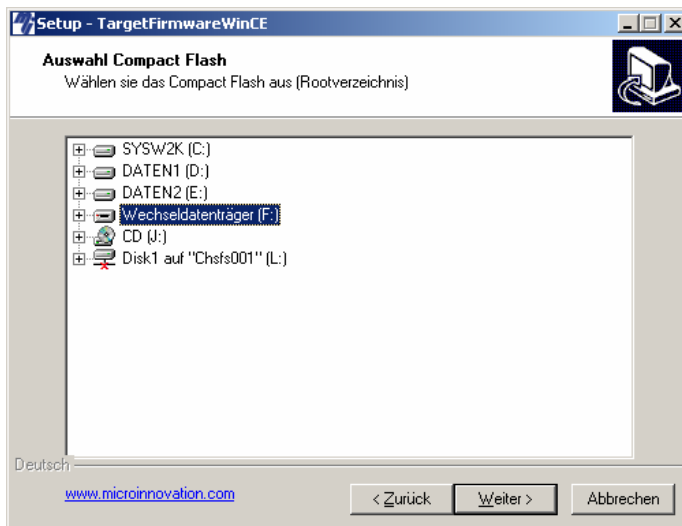 Setup - TargetFirmwareWinCE
Auswahl Compact Flash
Wählen sie das Compact Flash aus (Rootverzeichnis)
SYSW2K (C:)
DATEN1 (D:)
DATEN2 (E:)
Wechseldatenträger (F:)
CD (J:)
Disk1 auf "Chsfs001" (L:)
Deutsch
www.microinnovation.com
< Zurück
Weiter >
Abbrechen